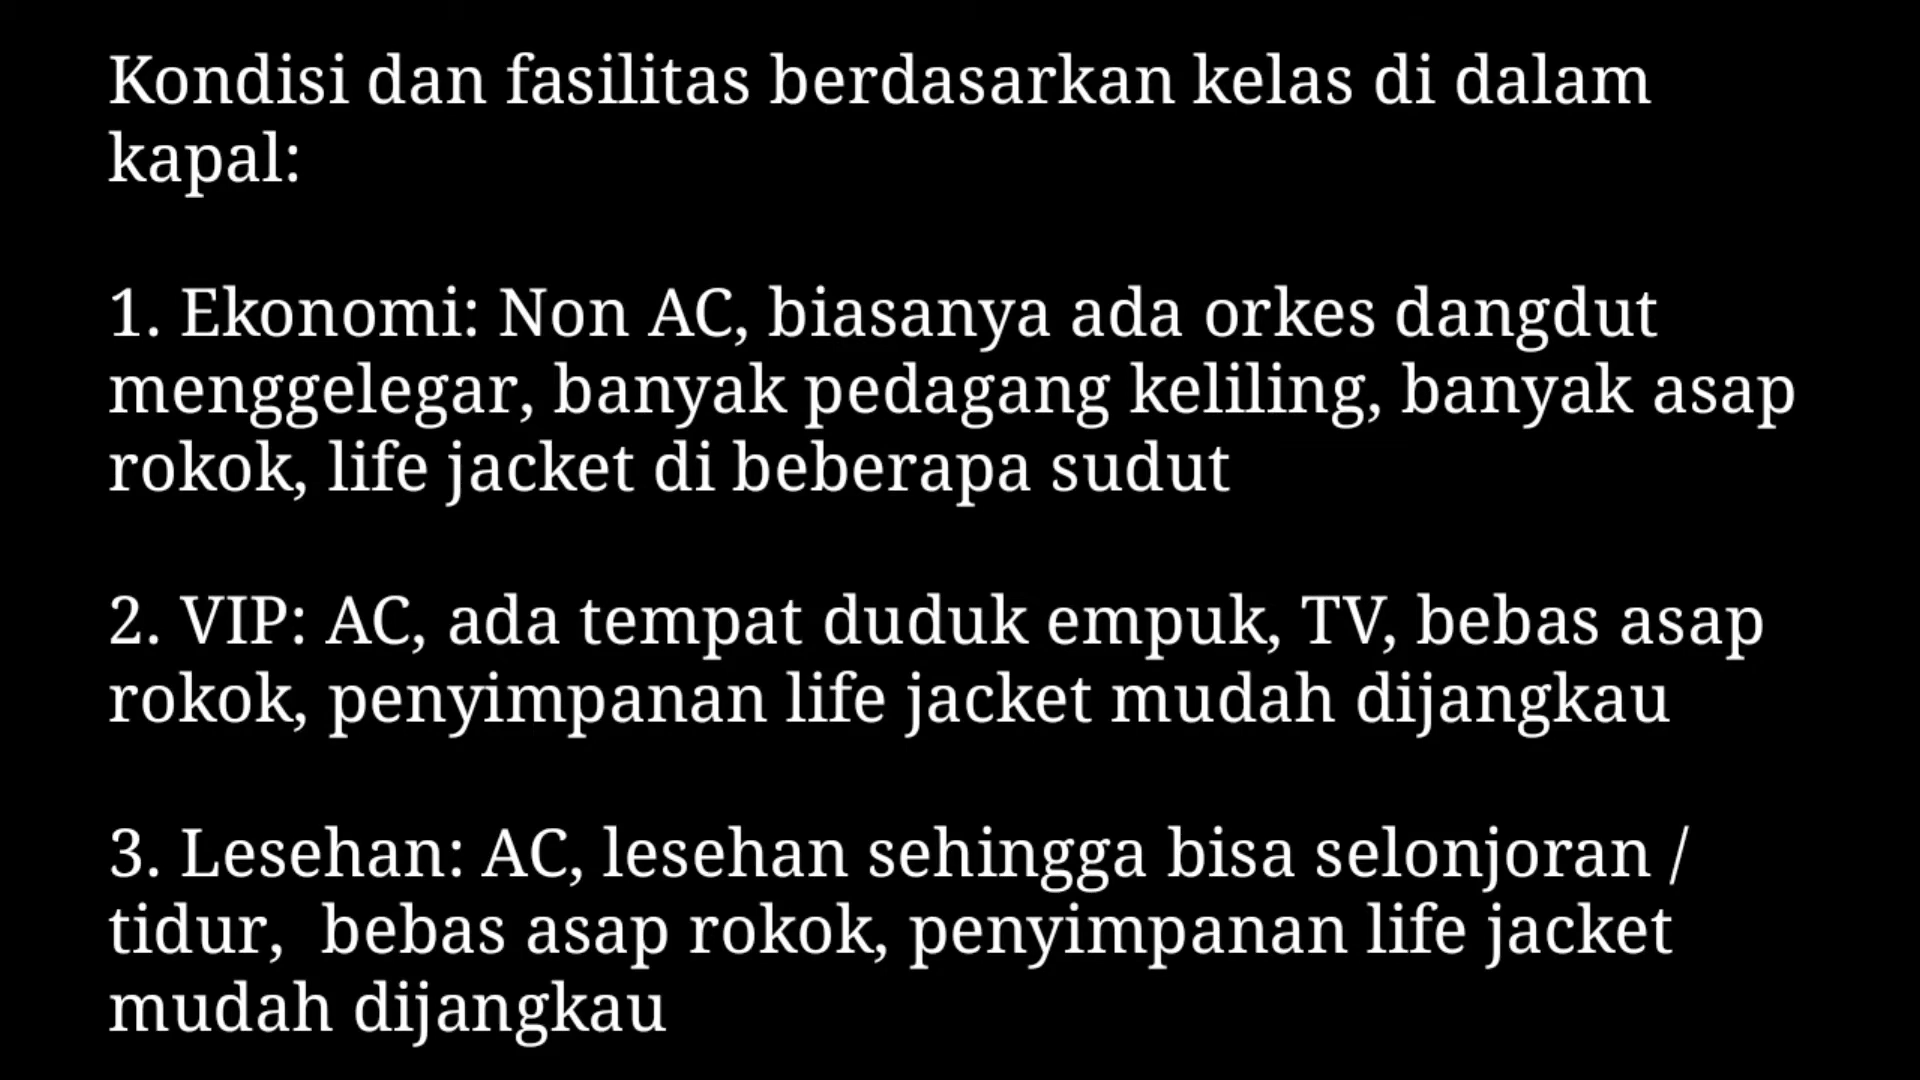 Kondisi dan fasilitas berdasarkan kelas di dalam
kapal:
1. Ekonomi: Non AC, biasanya ada orkes dangdut
menggelegar, banyak pedagang keliling, banyak asap
rokok, life jacket di beberapa sudut
2. VIP: AC, ada tempat duduk empuk, TV, bebas asap
rokok, penyimpanan life jacket mudah dijangkau
3. Lesehan: AC, lesehan sehingga bisa selonjoran /
tidur,  bebas asap rokok, penyimpanan life jacket
mudah dijangkau